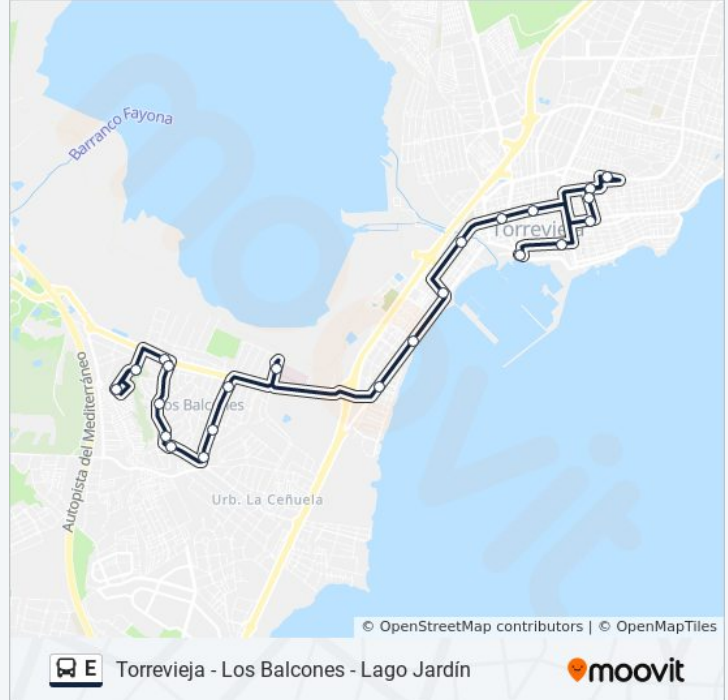 Barranco Fayona
Torrevieja
Los Balcones
Autopista del Mediterráneo
Urb. La Ceñuela
© OpenStreetMap contributors | © OpenMapTiles
E Torrevieja - Los Balcones - Lago Jardín
moovit
moovit